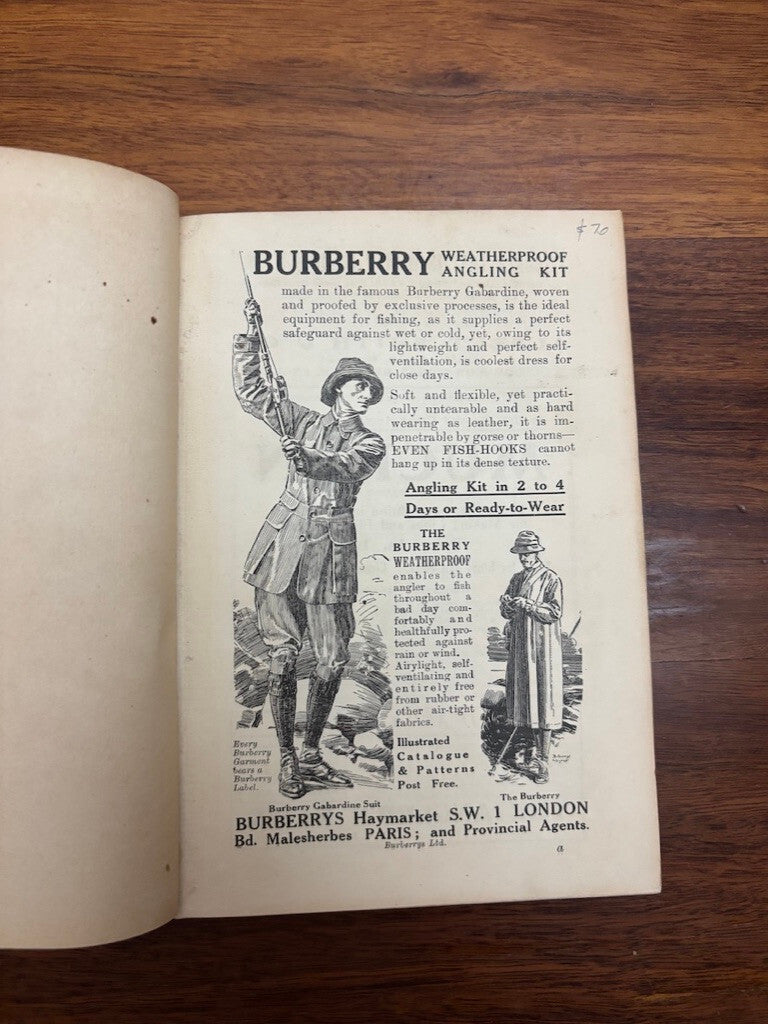 $ 20
BURBERRY WEATHERPROOF
ANGLING KIT
made in the famous Burberry Gabardine, woven
and proofed by exclusive processes, is the ideal
equipment for fishing, as it supplies a perfect
safeguard against wet or cold, yet, owing to its
lightweight and perfect self-
ventilation, is coolest dress for
close days.
Soft and flexible, yet practi-
cally untearable and as hard
wearing as leather, it is im-
penetrable by gorse or thorns—
EVEN FISH-HOOKS cannot
hang up in its dense texture.
Angling Kit in 2 to 4
Days or Ready-to-Wear
THE
BURBERRY
WEATHERPROOF
enables the
angler to fish
throughout a
bad day com-
fortably and
healthfully pro-
tected against
rain or wind.
Airylight, self-
ventilating and
entirely free
from rubber or
other air-tight
fabrics.
Illustrated
Catalogue
& Patterns
Post Free.
Every
Burberry
Garment
bears a
Burberry
Label.
Burberry Gabardine Suit
The Burberry
BURBERRYS Haymarket S.W. 1 LONDON
Bd. Malesherbes PARIS; and Provincial Agents.
Burberrys Ltd.
a